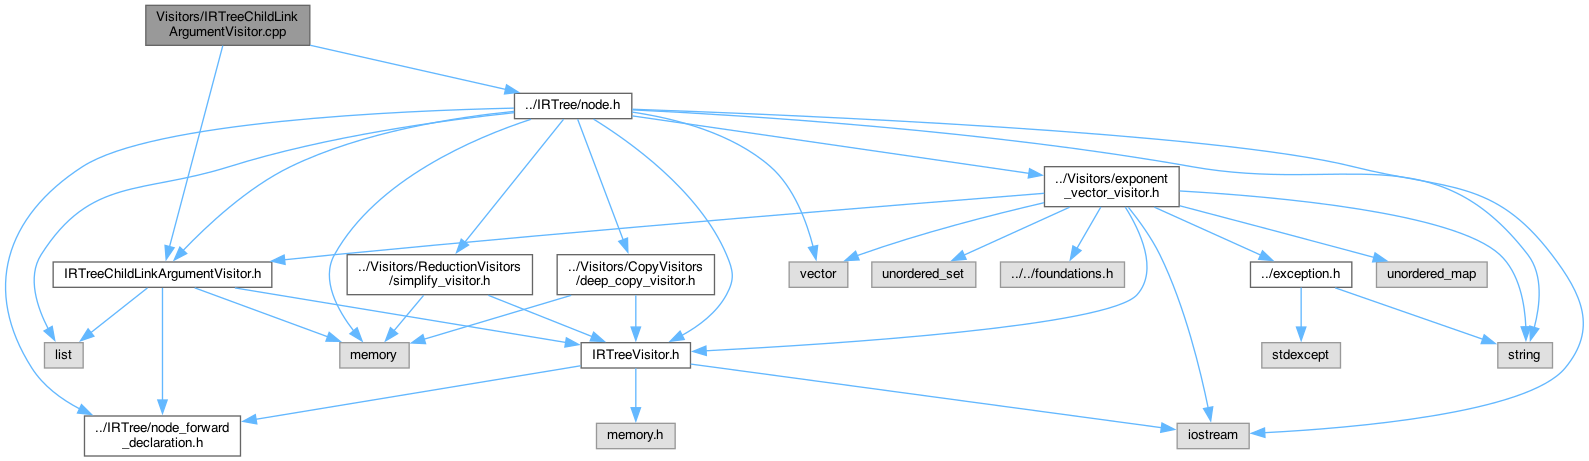 Visitors/IRTreeChildLink
ArgumentVisitor.cpp
../IRTree/node.h
../Visitors/exponent
_vector_visitor.h
IRTreeChildLinkArgumentVisitor.h
../Visitors/ReductionVisitors
/simplify_visitor.h
../Visitors/CopyVisitors
/deep_copy_visitor.h
vector
unordered_set
../../foundations.h
../exception.h
unordered_map
list
memory
IRTreeVisitor.h
stdexcept
string
../IRTree/node_forward
_declaration.h
memory.h
iostream